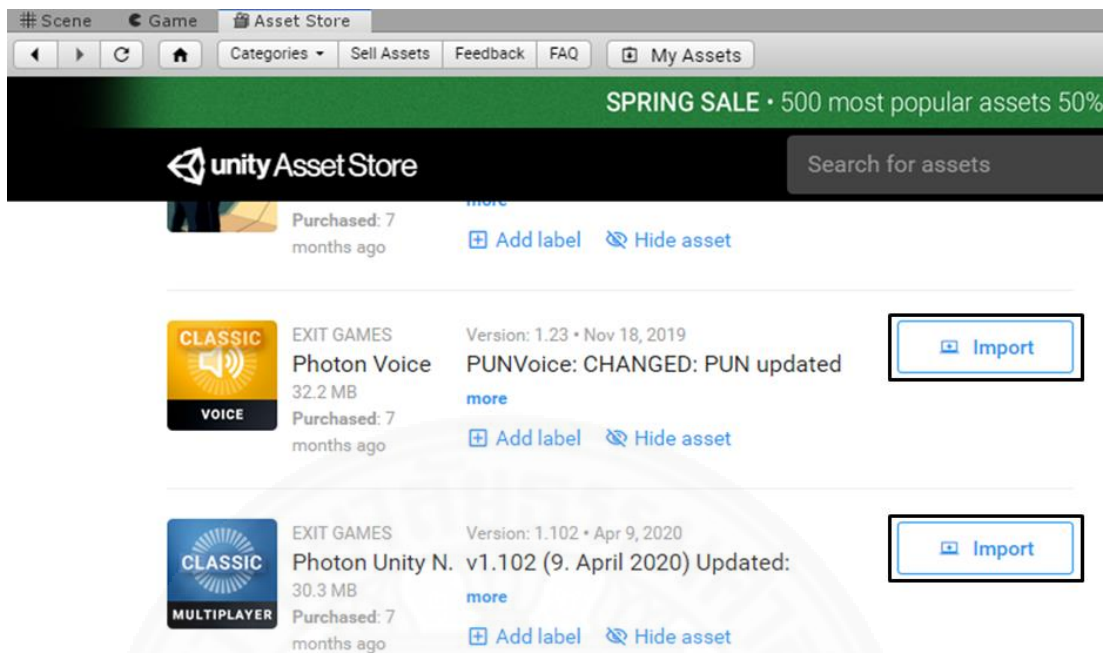 Scene Game Asset Store
Categories Sell Assets Feedback FAQ My Assets
SPRING SALE • 500 most popular assets 50%
unity Asset Store Search for assets
more
Purchased: 7
months ago
Add label Hide asset
CLASSIC
VOICE
EXIT GAMES
Photon Voice
32.2 MB
Purchased: 7
months ago
Version: 1.23 • Nov 18, 2019
PUNVoice: CHANGED: PUN updated
more
Add label Hide asset
Import
CLASSIC
MULTIPLAYER
EXIT GAMES
Photon Unity N.
30.3 MB
Purchased: 7
months ago
Version: 1.102 • Apr 9, 2020
v1.102 (9. April 2020) Updated:
more
Add label Hide asset
Import